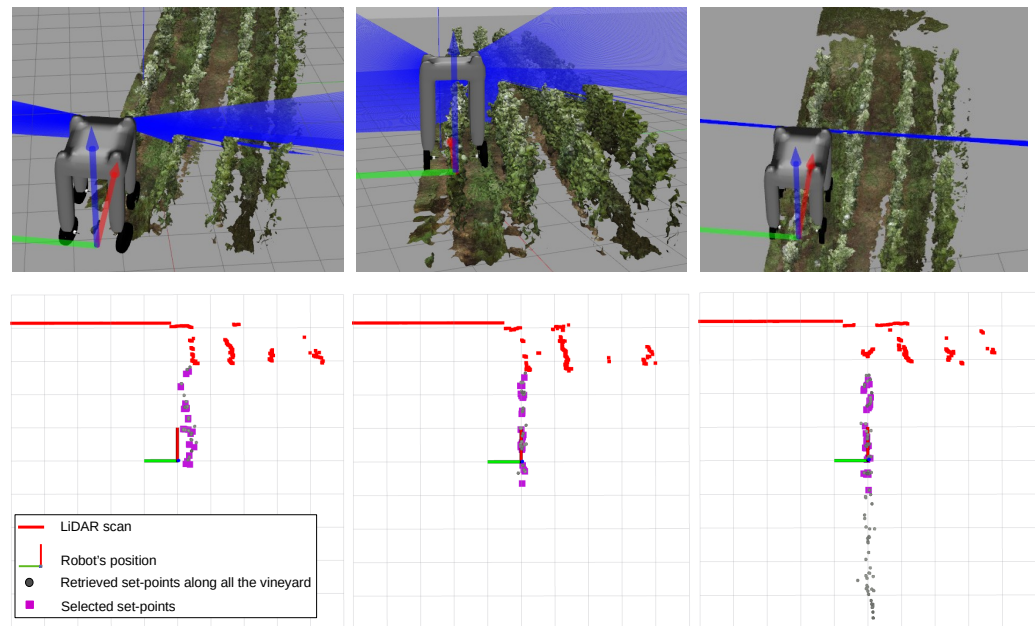 LiDAR scan
Robot's position
Retrieved set-points along all the vineyard
Selected set-points